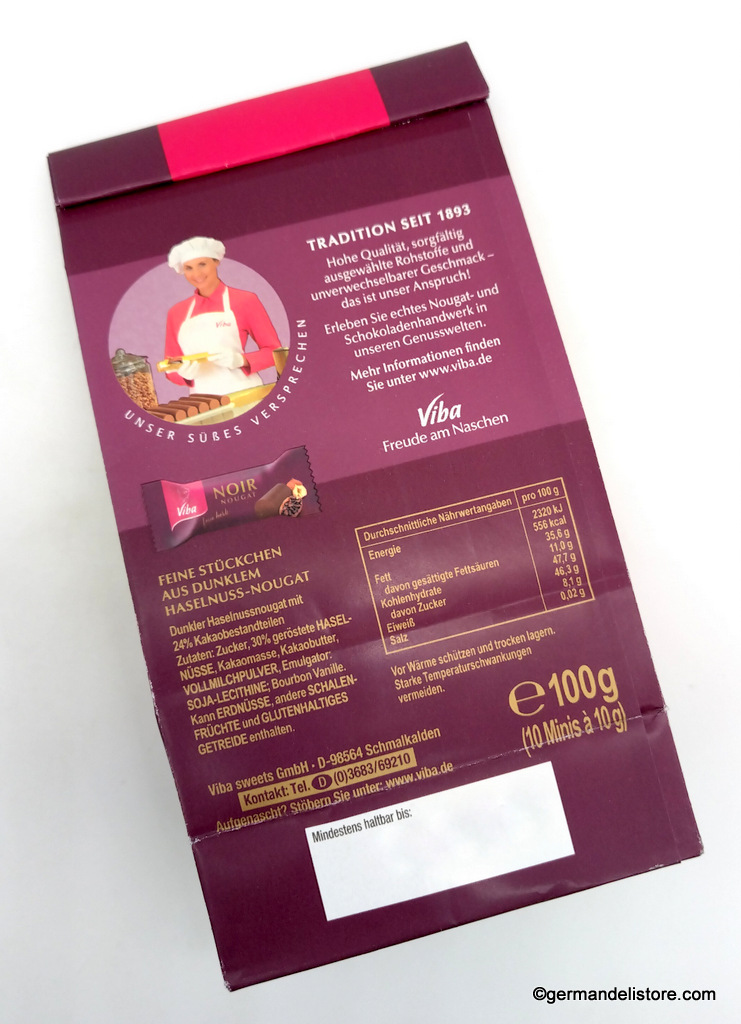 TRADITION SEIT 1893
Hohe Qualität, sorgfältig
ausgewählte Rohstoffe und
unverwechselbarer Geschmack –
das ist unser Anspruch!
Erleben Sie echtes Nougat- und
Schokoladenhandwerk in
unseren Genusswelten.
Mehr Informationen finden
Sie unter www.viba.de
Viba
Freude am Naschen
Viba
UNSER SÜßES VERSPRECHEN
Viba
NOIR
NOUGAT
FEINE STÜCKCHEN
AUS DUNKLEM
HASELNUSS-NOUGAT
Dunkler Haselnussnougat mit
24% Kakaobestandteilen
Zutaten: Zucker, 30% geröstete HASEL-
NÜSSE, Kakaomasse, Kakaobutter,
VOLLMILCHPULVER, Emulgator:
SOJA-LECITHINE; Bourbon Vanille.
Kann ERDNÜSSE, andere SCHALEN-
FRÜCHTE und GLUTENHALTIGES
GETREIDE enthalten.
Durchschnittliche Nährwertangaben pro 100 g
Energie 2320 kJ
556 kcal
Fett 35,6 g
davon gesättigte Fettsäuren 11,0 g
Kohlenhydrate 47,7 g
davon Zucker 46,3 g
Eiweiß 8,1 g
Salz 0,02 g
Vor Wärme schützen und trocken lagern.
Starke Temperaturschwankungen
vermeiden.
℮100g
(10 Minis à 10 g)
Viba sweets GmbH · D-98564 Schmalkalden
Kontakt: Tel. D (0)3683/69210
Aufgenascht? Stöbern Sie unter: www.viba.de
Mindestens haltbar bis:
©germandelistore.com